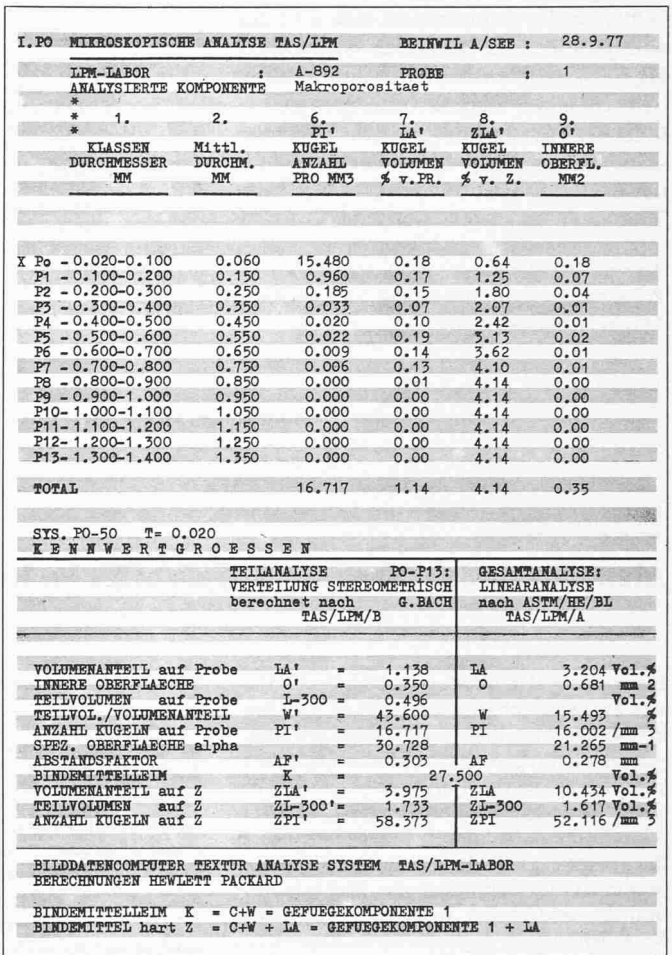 I.PO MIKROSKOPISCHE ANALYSE TAS/LPM BEINWIL A/SEE : 28.9.77
LPM-LABOR : A-892 PROBE : 1
ANALYSIERTE KOMPONENTE Makroporositaet
*
* 1. 2. 6. 7. 8. 9.
* PI' LA' ZLA' O'
KLASSEN Mittl. KUGEL KUGEL KUGEL INNERE
DURCHMESSER DURCHM. ANZAHL VOLUMEN VOLUMEN OBERFL.
MM MM PRO MM3 % v.PR. % v. Z. MM2
X Po - 0.020-0.100 0.060 15.480 0.18 0.64 0.18
P1 - 0.100-0.200 0.150 0.960 0.17 1.25 0.07
P2 - 0.200-0.300 0.250 0.185 0.15 1.80 0.04
P3 - 0.300-0.400 0.350 0.033 0.07 2.07 0.01
P4 - 0.400-0.500 0.450 0.020 0.10 2.42 0.01
P5 - 0.500-0.600 0.550 0.022 0.19 3.13 0.02
P6 - 0.600-0.700 0.650 0.009 0.14 3.62 0.01
P7 - 0.700-0.800 0.750 0.006 0.13 4.10 0.01
P8 - 0.800-0.900 0.850 0.000 0.01 4.14 0.00
P9 - 0.900-1.000 0.950 0.000 0.00 4.14 0.00
P10- 1.000-1.100 1.050 0.000 0.00 4.14 0.00
P11- 1.100-1.200 1.150 0.000 0.00 4.14 0.00
P12- 1.200-1.300 1.250 0.000 0.00 4.14 0.00
P13- 1.300-1.400 1.350 0.000 0.00 4.14 0.00
TOTAL 16.717 1.14 4.14 0.35
SYS. PO-50 T= 0.020
K E N N W E R T G R O E S S E N
TEILANALYSE PO-P13: GESAMTANALYSE:
VERTEILUNG STEREOMETRISCH LINEARANALYSE
berechnet nach G.BACH nach ASTM/HE/BL
TAS/LPM/B TAS/LPM/A
VOLUMENANTEIL auf Probe LA' = 1.138 LA 3.204 Vol.%
INNERE OBERFLAECHE O' = 0.350 O 0.681 mm 2
TEILVOLUMEN auf Probe L-300 = 0.496 Vol.%
TEILVOL./VOLUMENANTEIL W' = 43.600 W 15.493 %
ANZAHL KUGELN auf Probe PI' = 16.717 PI 16.002 /mm 3
SPEZ. OBERFLAECHE alpha = 30.728 21.265 mm-1
ABSTANDSFAKTOR AF' = 0.303 AF 0.278 mm
BINDEMITTELLEIM K = 27.500 Vol.%
VOLUMENANTEIL auf Z ZLA' = 3.975 ZLA 10.434 Vol.%
TEILVOLUMEN auf Z ZL-300'= 1.733 ZL-300 1.617 Vol.%
ANZAHL KUGELN auf Z ZPI' = 58.373 ZPI 52.116 /mm 3
BILDDATENCOMPUTER TEXTUR ANALYSE SYSTEM TAS/LPM-LABOR
BERECHNUNGEN HEWLETT PACKARD
BINDEMITTELLEIM K = C+W = GEFUEGEKOMPONENTE 1
BINDEMITTEL hart Z = C+W + LA = GEFUEGEKOMPONENTE 1 + LA